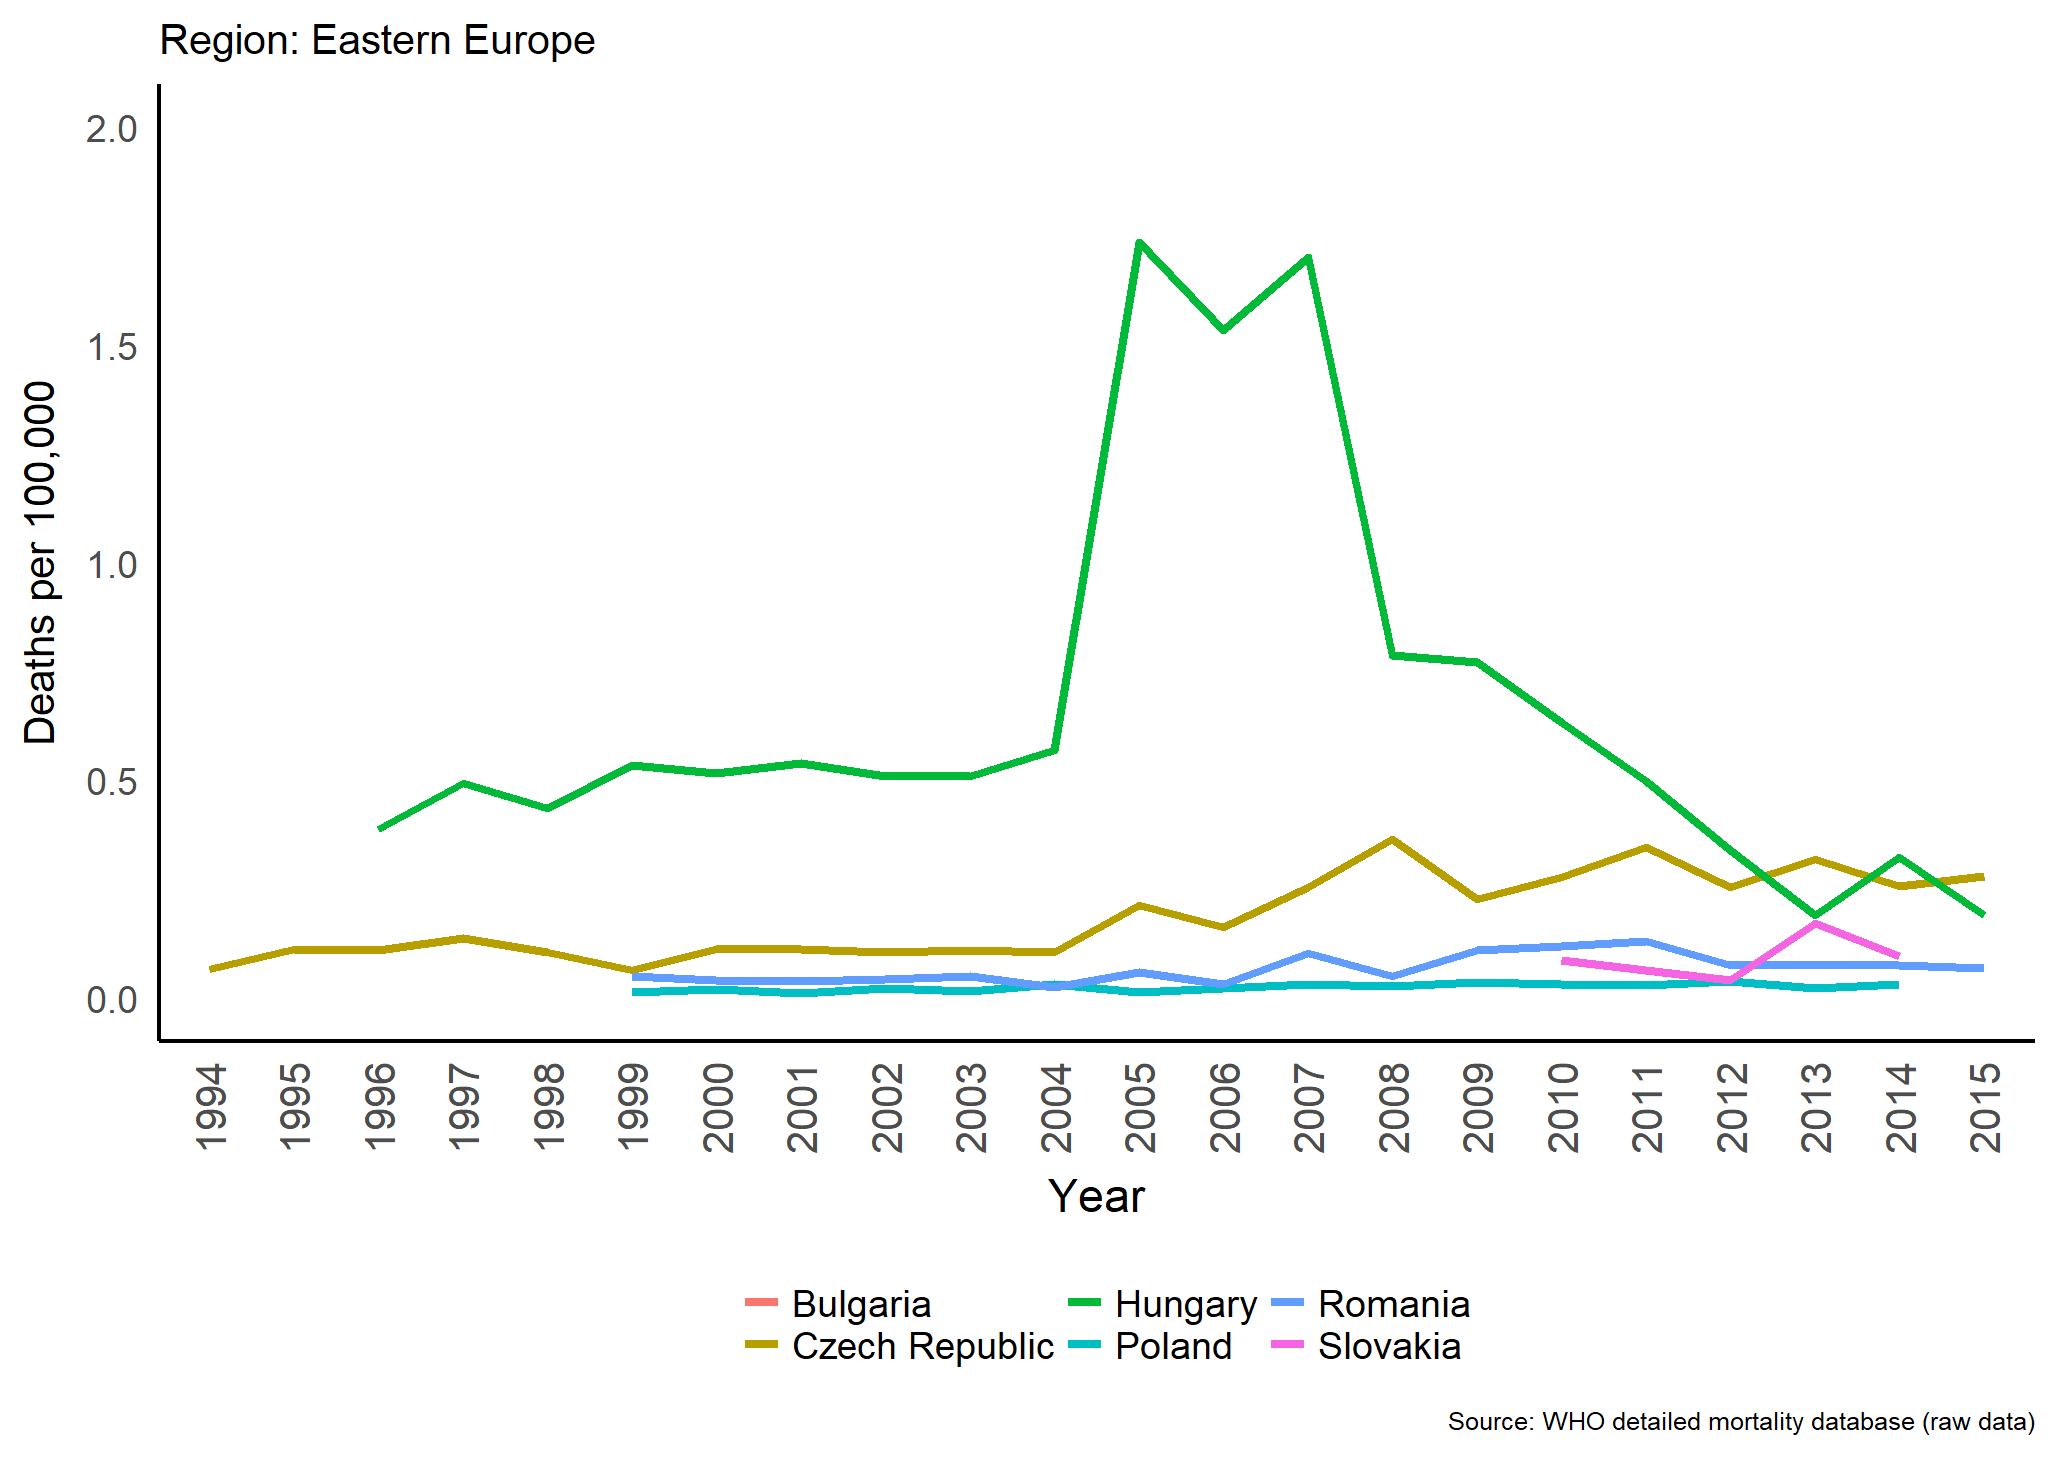 Region: Eastern Europe
2.0
1.5
1.0
0.5
0.0
Deaths per 100,000
1994 1995 1996 1997 1998 1999 2000 2001 2002 2003 2004 2005 2006 2007 2008 2009 2010 2011 2012 2013 2014 2015
Year
Bulgaria Hungary Romania
Czech Republic Poland Slovakia
Source: WHO detailed mortality database (raw data)